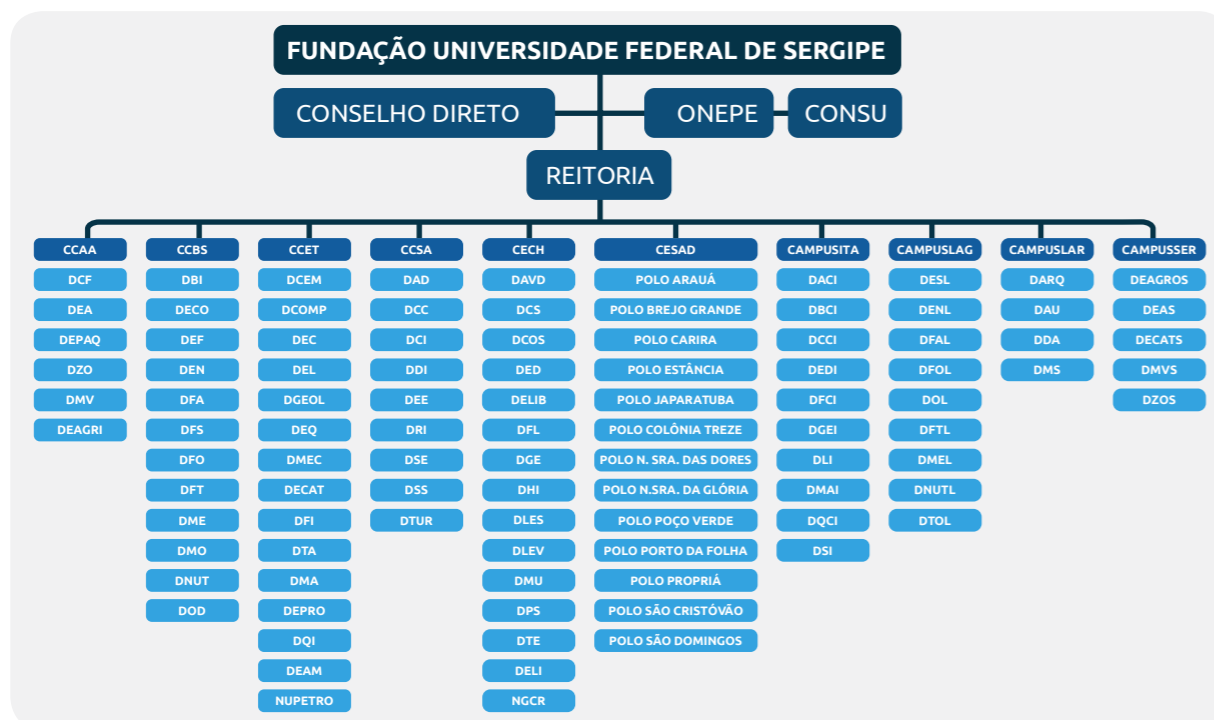 FUNDAÇÃO UNIVERSIDADE FEDERAL DE SERGIPE
CONSELHO DIRETO
ONEPE
CONSU
REITORIA
CCAA
DCF
DEA
DEPAQ
DZO
DMV
DEAGRI
CCBS
DBI
DECO
DEF
DEN
DFA
DFS
DFO
DFT
DME
DMO
DNUT
DOD
CCET
DCEM
DCOMP
DEC
DEL
DGEOL
DEQ
DMEC
DECAT
DFI
DTA
DMA
DEPRO
DQI
DEAM
NUPETRO
CCSA
DAD
DCC
DCI
DDI
DEE
DRI
DSE
DSS
DTUR
CECH
DAVD
DCS
DCOS
DED
DELIB
DFL
DGE
DHI
DLES
DLEV
DMU
DPS
DTE
DELI
NGCR
CESAD
POLO ARAUÁ
POLO BREJO GRANDE
POLO CARIRA
POLO ESTÂNCIA
POLO JAPARATUBA
POLO COLÔNIA TREZE
POLO N. SRA. DAS DORES
POLO N.SRA. DA GLÓRIA
POLO POÇO VERDE
POLO PORTO DA FOLHA
POLO PROPRIÁ
POLO SÃO CRISTÓVÃO
POLO SÃO DOMINGOS
CAMPUSITA
DACI
DBCI
DCCI
DEDI
DFCI
DGEI
DLI
DMAI
DQCI
DSI
CAMPUSLAG
DESL
DENL
DFAL
DFOL
DOL
DFTL
DMEL
DNUTL
DTOL
CAMPUSLAR
DARQ
DAU
DDA
DMS
CAMPUSSER
DEAGROS
DEAS
DECATS
DMVS
DZOS